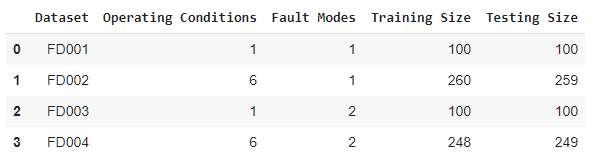 Dataset Operating Conditions Fault Modes Training Size Testing Size
0 FD001 1 1 100 100
1 FD002 6 1 260 259
2 FD003 1 2 100 100
3 FD004 6 2 248 249